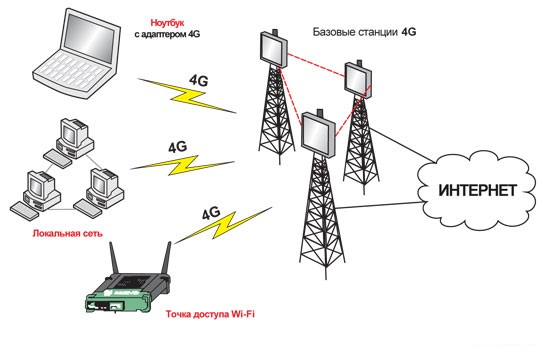 Ноутбук
с адаптером 4G
Базовые станции 4G
4G
4G
ИНТЕРНЕТ
4G
Локальная сеть
Точка доступа Wi-Fi